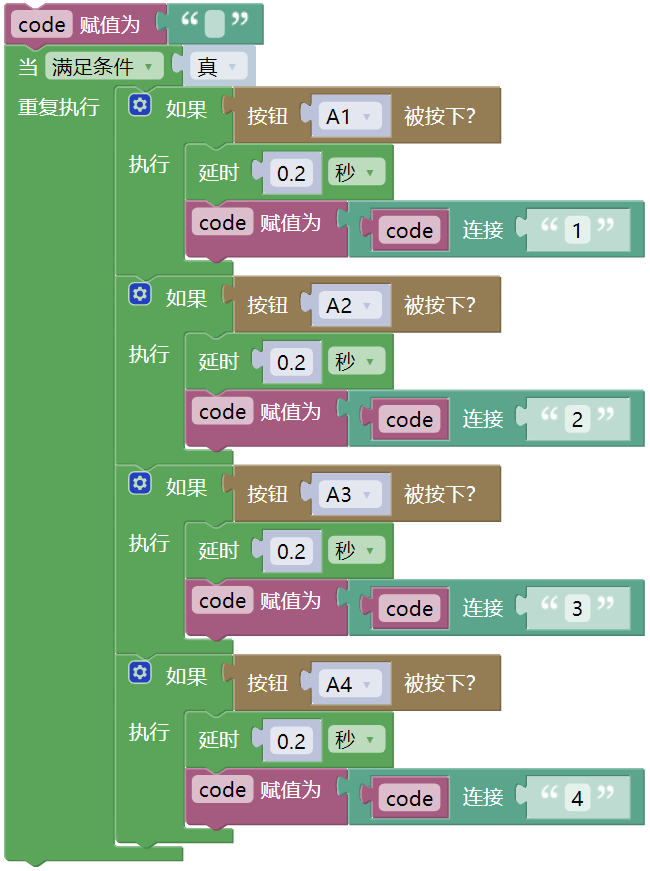 code 赋值为 “ ”
当 满足条件 真
重复执行 如果 按钮 A1 被按下?
执行 延时 0.2 秒
code 赋值为 code 连接 “ 1 ”
如果 按钮 A2 被按下?
执行 延时 0.2 秒
code 赋值为 code 连接 “ 2 ”
如果 按钮 A3 被按下?
执行 延时 0.2 秒
code 赋值为 code 连接 “ 3 ”
如果 按钮 A4 被按下?
执行 延时 0.2 秒
code 赋值为 code 连接 “ 4 ”